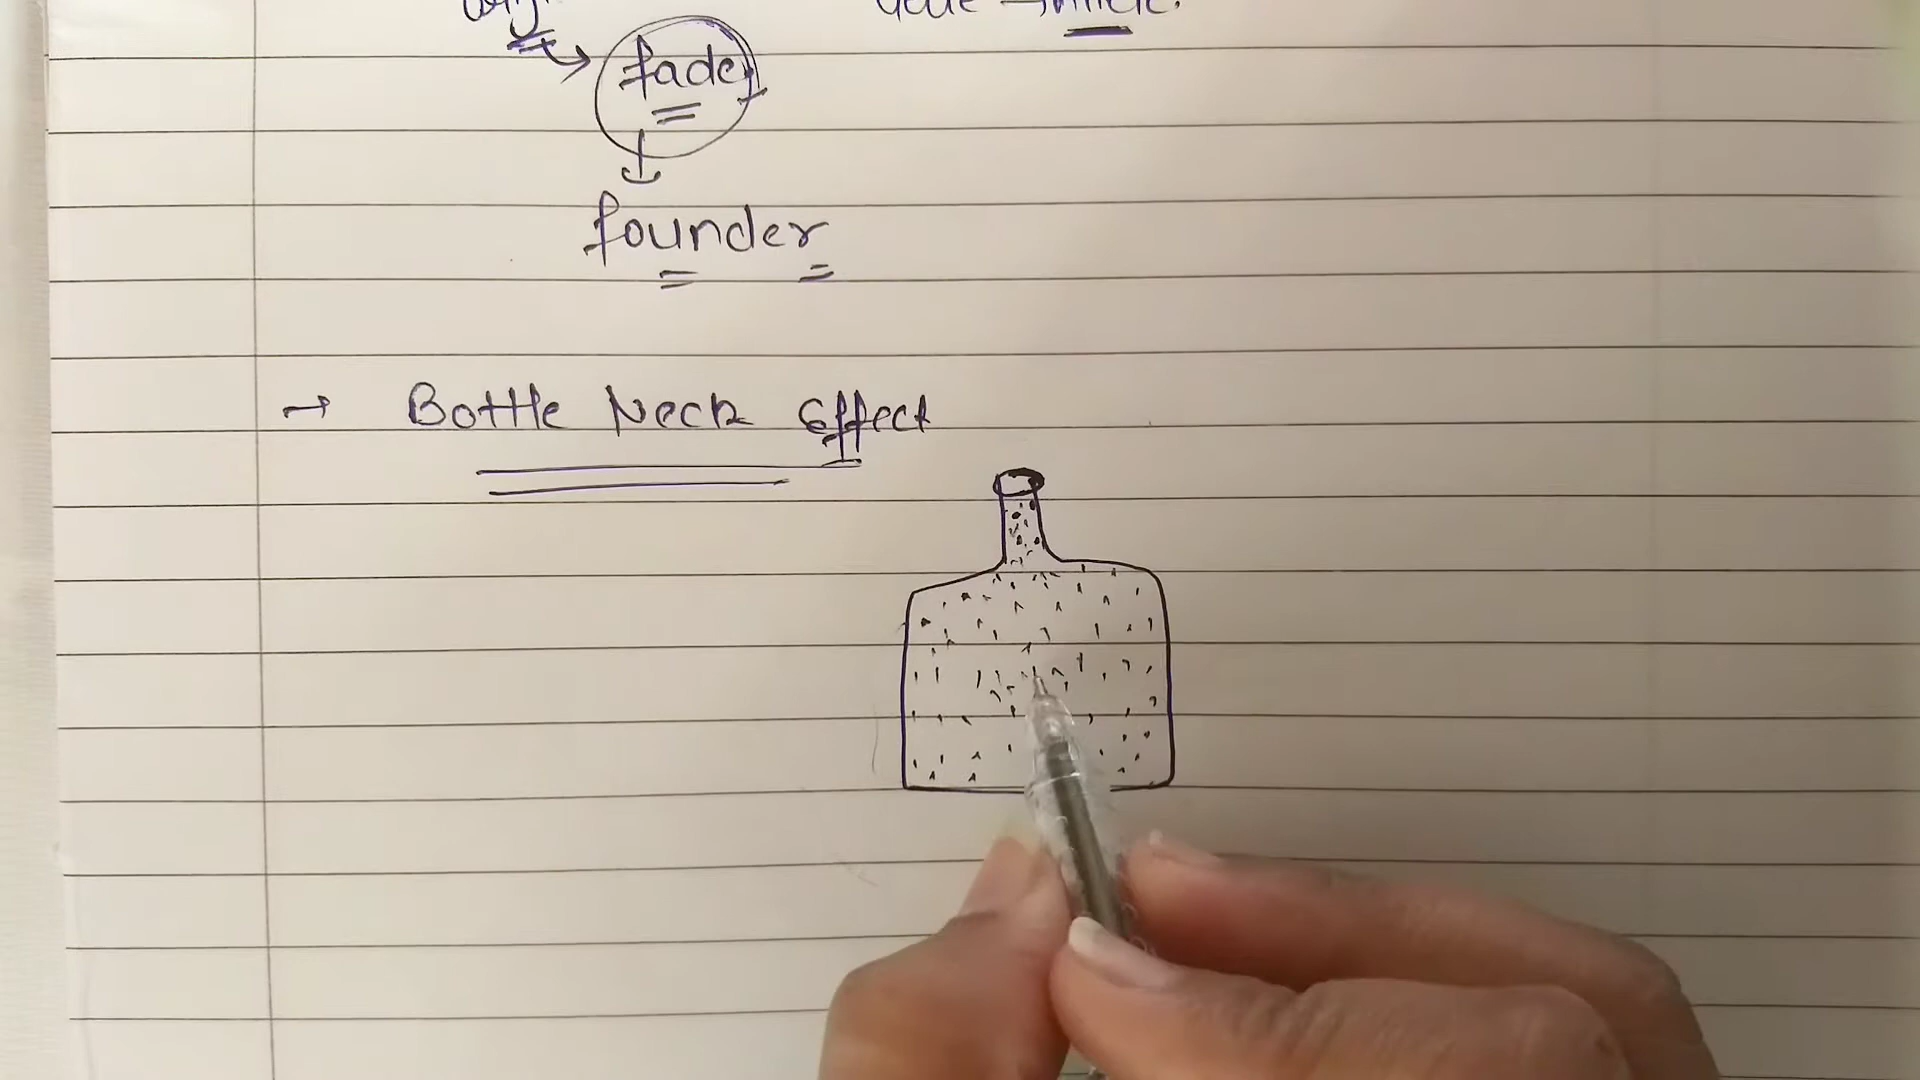 fade
founder
→ Bottle Neck Effect